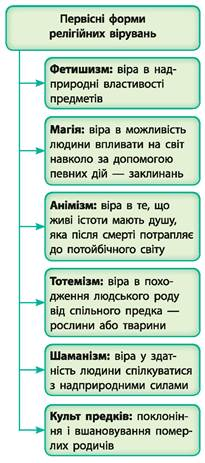 Первісні форми
релігійних вірувань
Фетишизм: віра в над-
природні властивості
предметів
Магія: віра в можливість
людини впливати на світ
навколо за допомогою
певних дій — заклинань
Анімізм: віра в те, що
живі істоти мають душу,
яка після смерті потрапляє
до потойбічного світу
Тотемізм: віра в похо-
дження людського роду
від спільного предка —
рослини або тварини
Шаманізм: віра у здат-
ність людини спілкуватися
з надприродними силами
Культ предків: поклонін-
ня і вшановування помер-
лих родичів